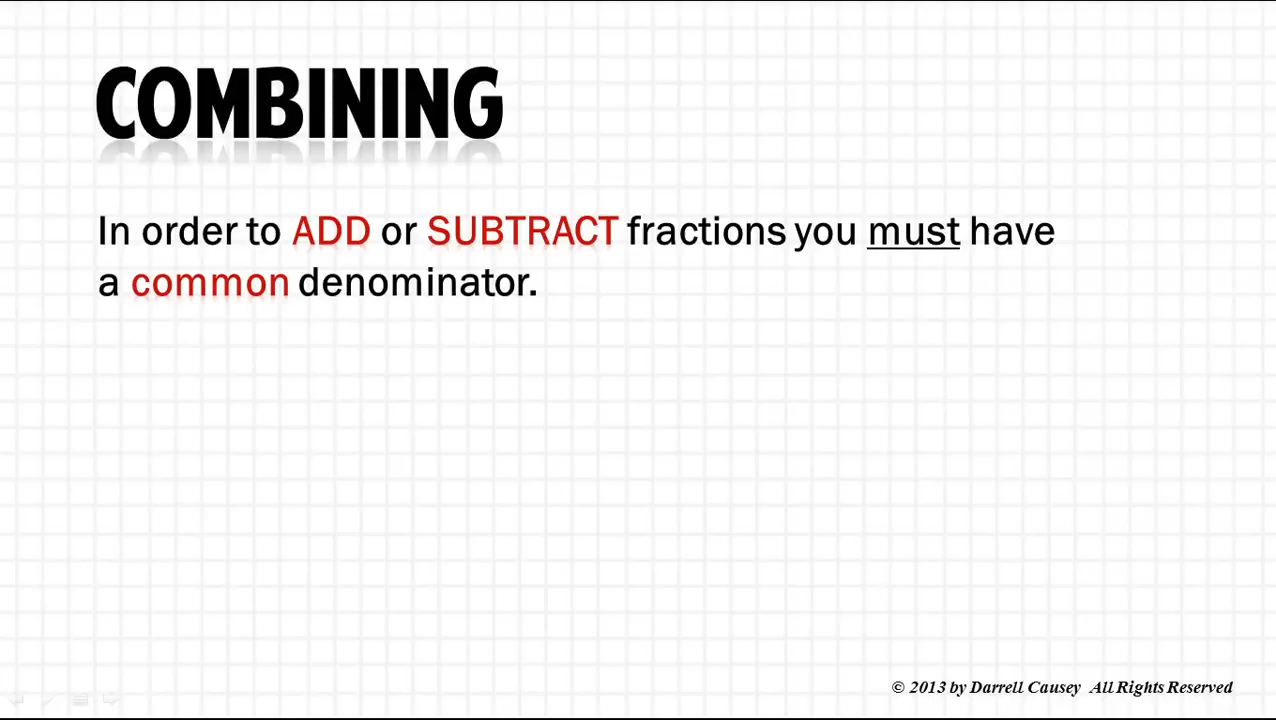 COMBINING
In order to ADD or SUBTRACT fractions you must have
a common denominator.
© 2013 by Darrell Causey All Rights Reserved